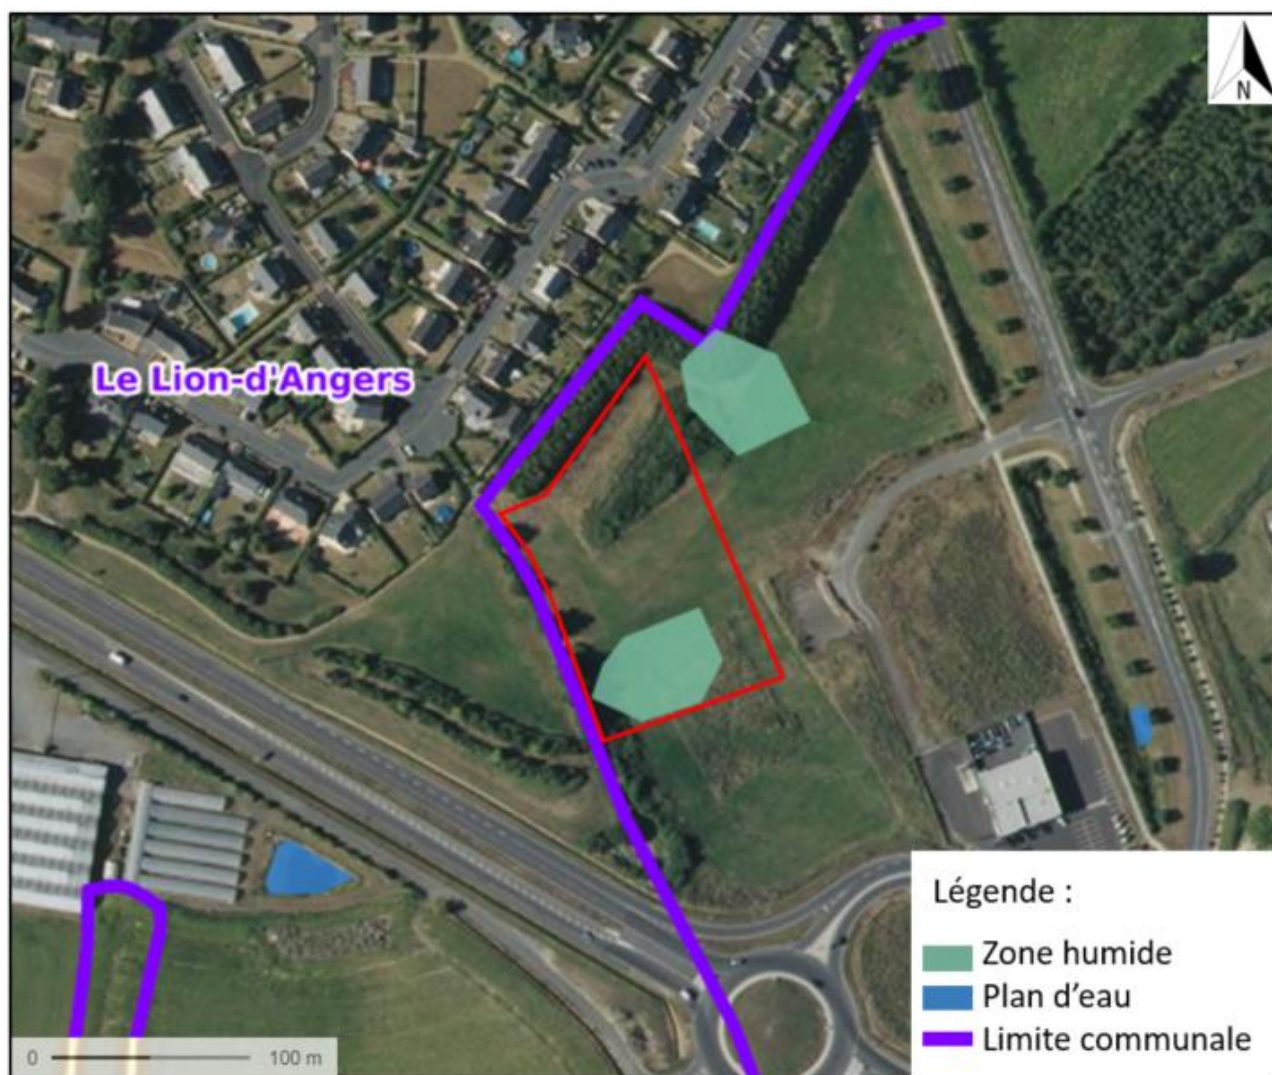 N
Le Lion-d'Angers
Légende :
Zone humide
Plan d'eau
Limite communale
0 100 m